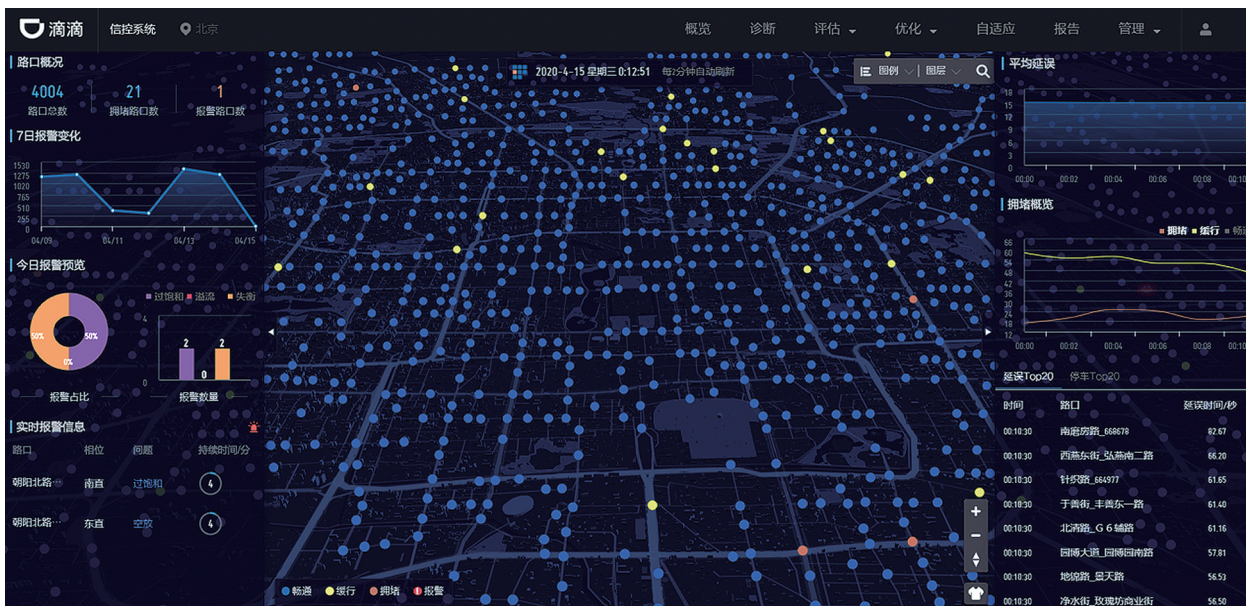 滴滴 信控系统 北京 概览 诊断 评估 优化 自适应 报告 管理
路口概况
4004 21 1
路口总数 拥堵路口数 报警路口数
7日报警变化
1530
1275
1020
765
510
255
0
04/09 04/11 04/13 04/15
今日报警预览
过饱和 溢流 失衡
50% 50% 0%
4
2 0 2
0
报警占比 报警数量
实时报警信息
路口 相位 问题 持续时间/分
朝阳北路… 南直 过饱和 4
朝阳北路… 东直 空放 4
2020-4-15 星期三 0:12:51 每2分钟自动刷新
图例 图层
畅通 缓行 拥堵 报警
平均延误
18
15
12
9
6
3
0
00:00 00:02 00:04 00:06 00:08 00:10
拥堵概览
拥堵 缓行
66
60
54
48
42
36
30
24
18
12
00:00 00:02 00:04 00:06 00:08 00:10
延误Top20 停车Top20
时间 路口 延误时间/秒
00:10:30 南磨房路_668678 82.67
00:10:30 西燕东街_弘燕南二路 66.20
00:10:30 针织路_664977 61.65
00:10:30 于善街_丰善东一路 61.40
00:10:30 北清路_G6辅路 61.16
00:10:30 园博大道_园博园南路 57.81
00:10:30 地锦路_景天路 56.53
00:10:30 净水街_玫瑰坊商业街 56.50